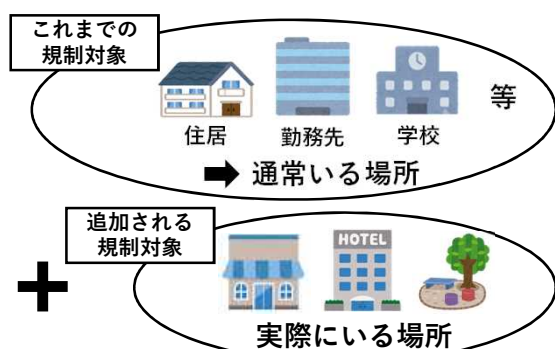 これまでの
規制対象
住居
勤務先
学校
等
➡ 通常いる場所
追加される
規制対象
+
HOTEL
実際にいる場所